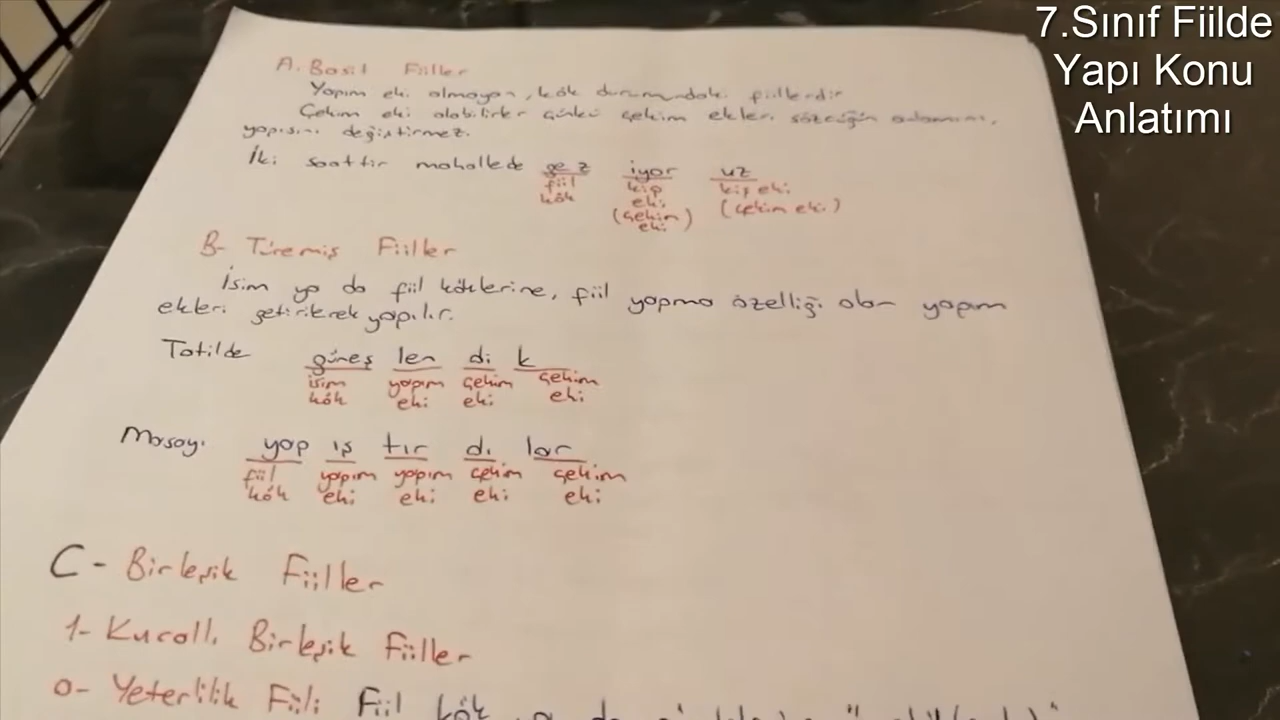 7.Sınıf Fiilde
Yapı Konu
Anlatımı
A. Basit Fiiller
Yapım eki olmayan, kök durumundaki fiillerdir
Çekim eki alabilirler çünkü çekim ekleri sözcüğün anlamını,
yapısını değiştirmez.
İki saattir mahallede gez iyor uz
fiil kök kip eki (çekim eki) kip eki (çekim eki)
B- Türemiş Fiiller
İsim ya da fiil köklerine, fiil yapma özelliği olan yapım
ekleri getirilerek yapılır.
Tatilde güneş len di k
isim kök yapım eki çekim eki çekim eki
Masayı yap ış tır dı lar
fiil kök yapım eki yapım eki çekim eki çekim eki
C- Birleşik Fiiller
1- Kurallı Birleşik Fiiller
a- Yeterlilik Fiili Fiil kök